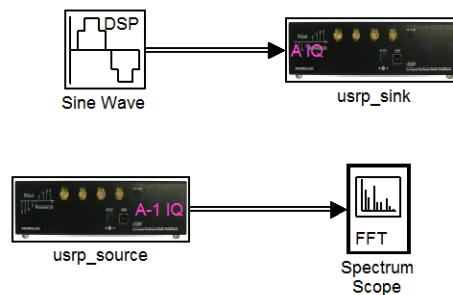 DSP
Sine Wave
A IQ
usrp_sink
A-1 IQ
usrp_source
FFT
Spectrum
Scope